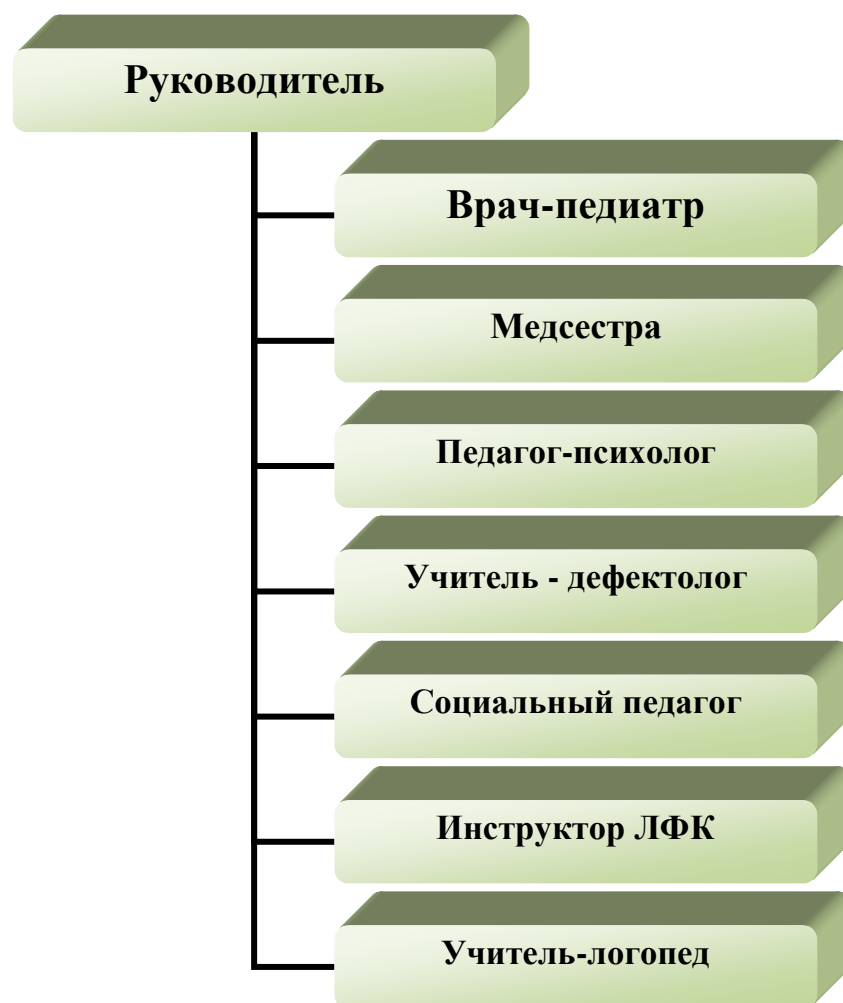 Руководитель
Врач-педиатр
Медсестра
Педагог-психолог
Учитель - дефектолог
Социальный педагог
Инструктор ЛФК
Учитель-логопед